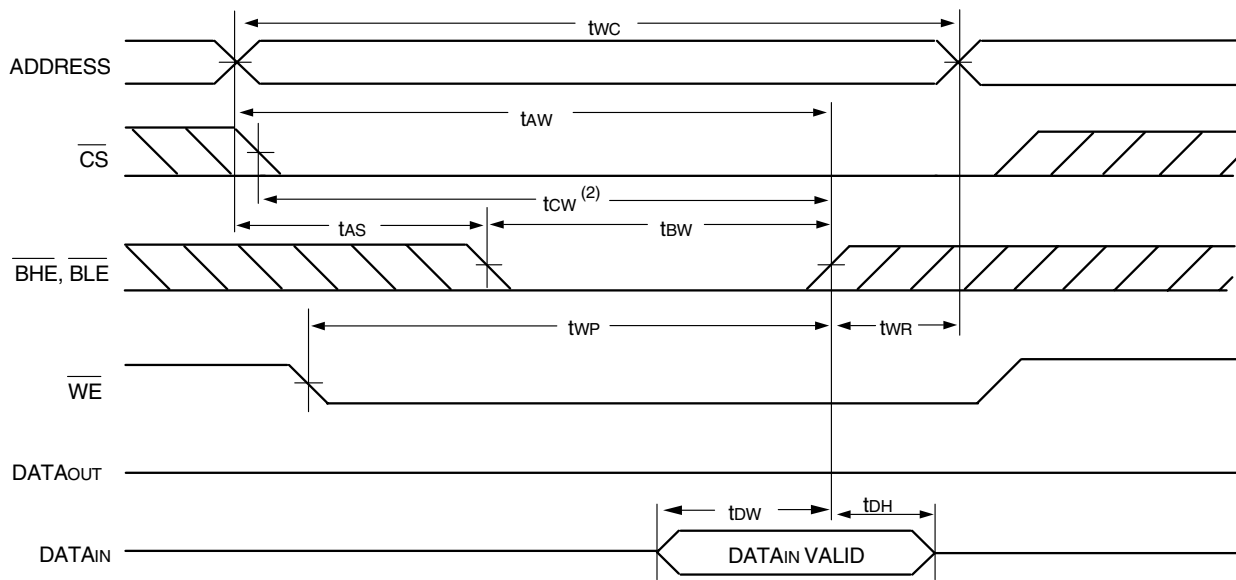 tWC
ADDRESS
tAW
CS
tCW (2)
tAS
tBW
BHE, BLE
tWP
tWR
WE
DATAOUT
tDW
tDH
DATAIN
DATAIN VALID